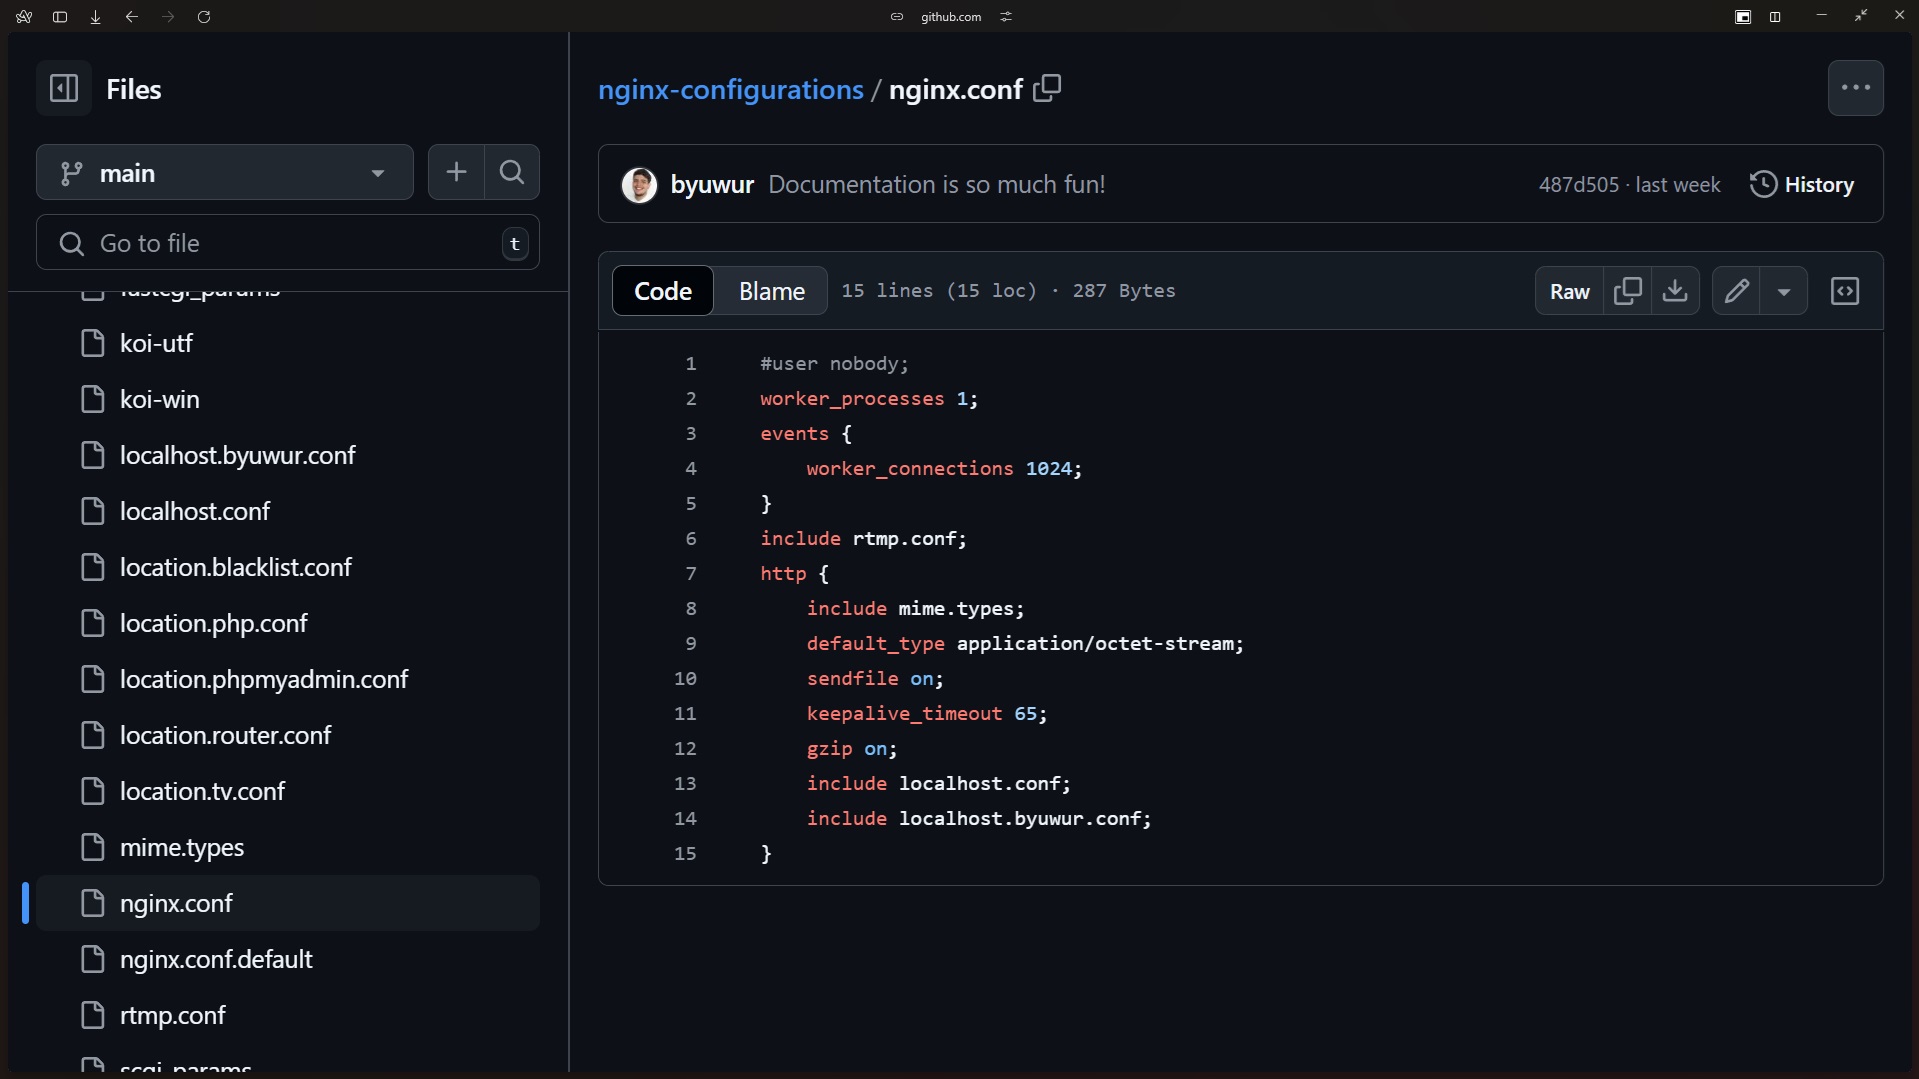 github.com
Files
main
Go to file
t
fastcgi_params
koi-utf
koi-win
localhost.byuwur.conf
localhost.conf
location.blacklist.conf
location.php.conf
location.phpmyadmin.conf
location.router.conf
location.tv.conf
mime.types
nginx.conf
nginx.conf.default
rtmp.conf
scgi_params
nginx-configurations / nginx.conf
byuwur Documentation is so much fun!
487d505 · last week
History
Code
Blame
15 lines (15 loc) · 287 Bytes
Raw
1 #user nobody;
2 worker_processes 1;
3 events {
4 worker_connections 1024;
5 }
6 include rtmp.conf;
7 http {
8 include mime.types;
9 default_type application/octet-stream;
10 sendfile on;
11 keepalive_timeout 65;
12 gzip on;
13 include localhost.conf;
14 include localhost.byuwur.conf;
15 }